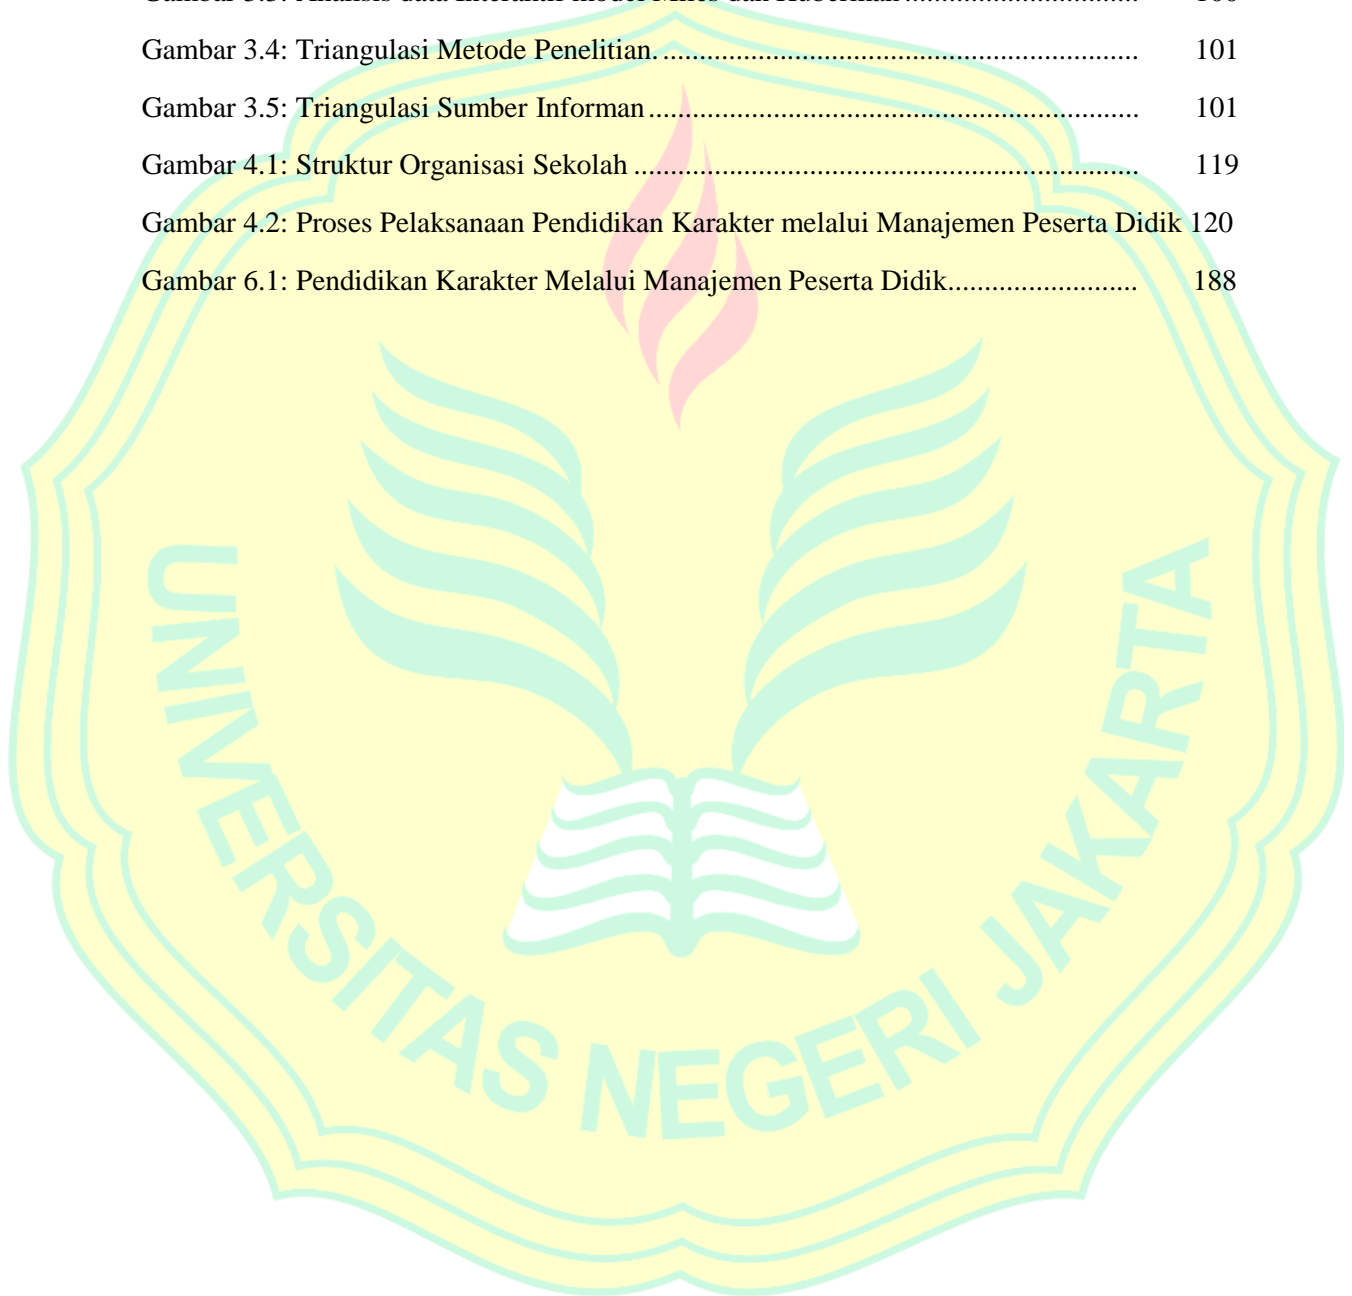 Gambar 3.4: Triangulasi Metode Penelitian. ................................................................ 101
Gambar 3.5: Triangulasi Sumber Informan .................................................................. 101
Gambar 4.1: Struktur Organisasi Sekolah .................................................................... 119
Gambar 4.2: Proses Pelaksanaan Pendidikan Karakter melalui Manajemen Peserta Didik 120
Gambar 6.1: Pendidikan Karakter Melalui Manajemen Peserta Didik.......................... 188
UNIVERSITAS NEGERI JAKARTA